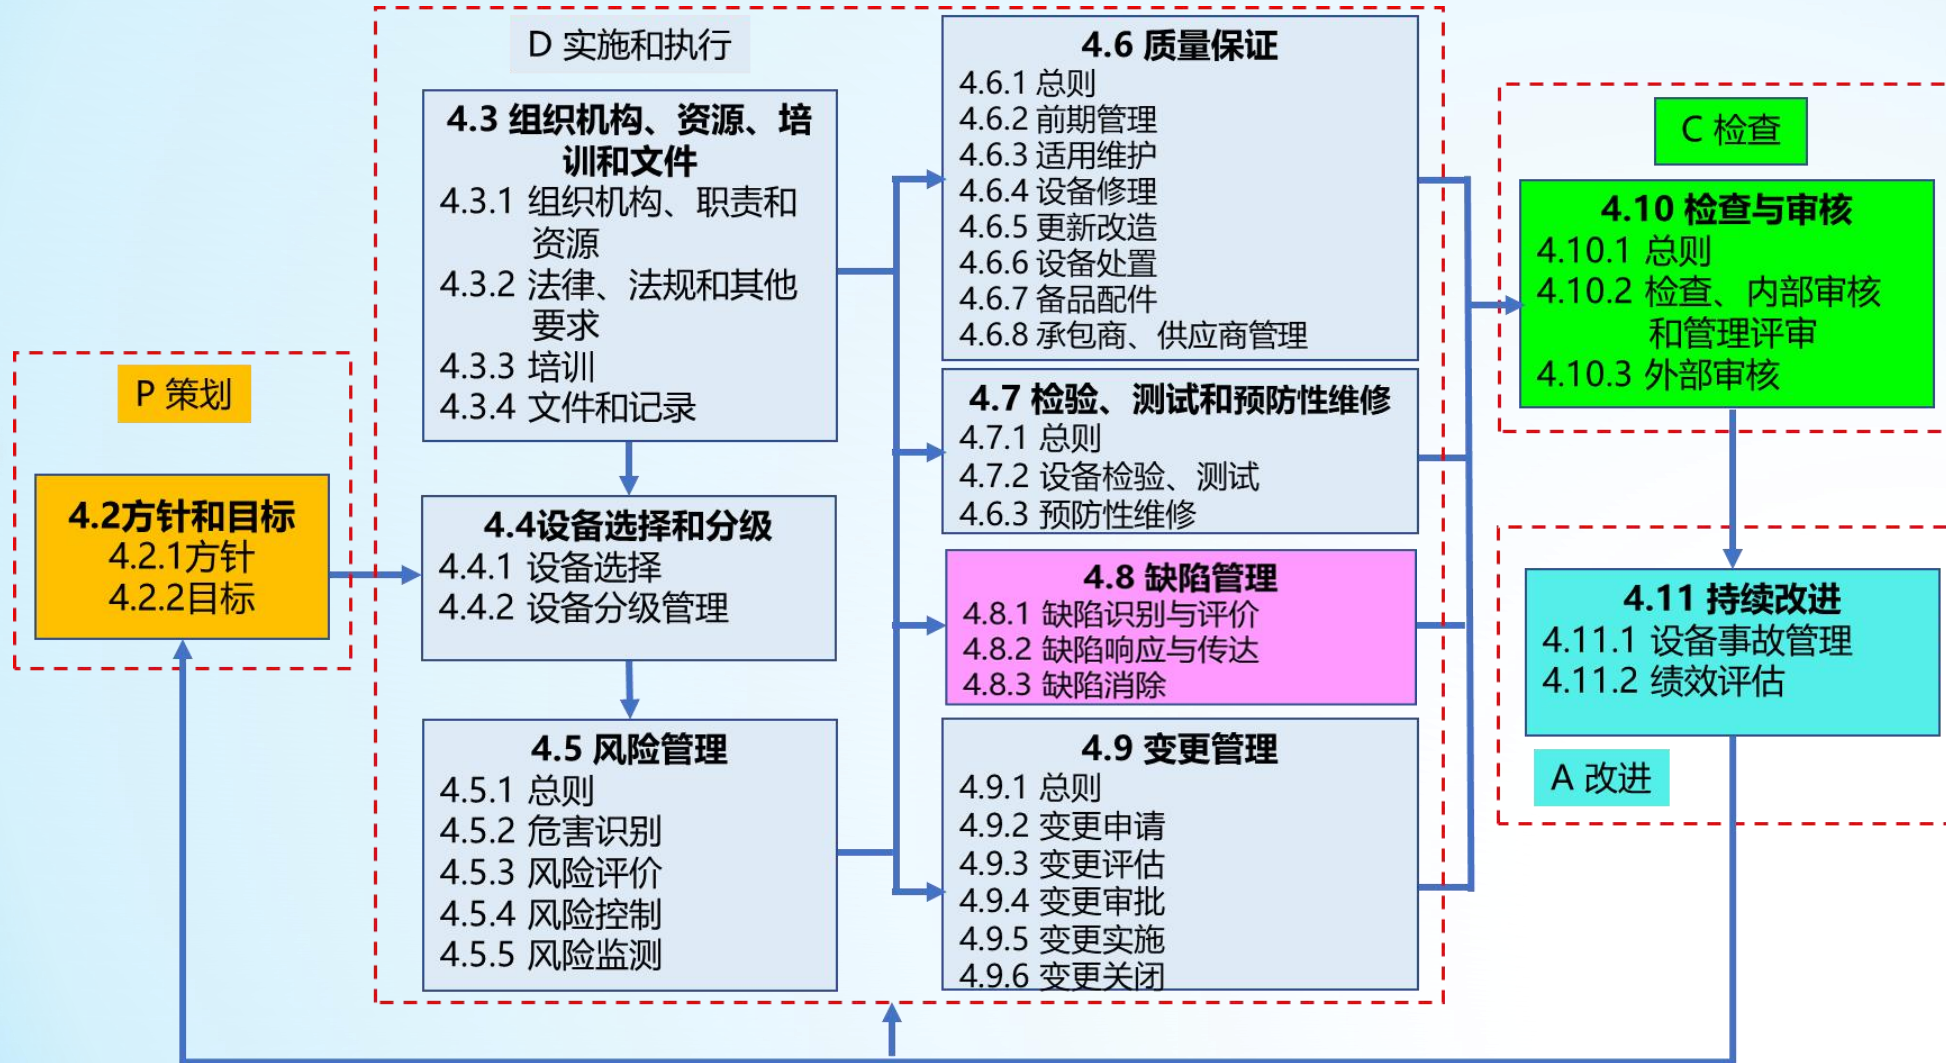 P 策划
4.2方针和目标
4.2.1方针
4.2.2目标
D 实施和执行
4.3 组织机构、资源、培
训和文件
4.3.1 组织机构、职责和
资源
4.3.2 法律、法规和其他
要求
4.3.3 培训
4.3.4 文件和记录
4.4设备选择和分级
4.4.1 设备选择
4.4.2 设备分级管理
4.5 风险管理
4.5.1 总则
4.5.2 危害识别
4.5.3 风险评价
4.5.4 风险控制
4.5.5 风险监测
4.6 质量保证
4.6.1 总则
4.6.2 前期管理
4.6.3 适用维护
4.6.4 设备修理
4.6.5 更新改造
4.6.6 设备处置
4.6.7 备品配件
4.6.8 承包商、供应商管理
4.7 检验、测试和预防性维修
4.7.1 总则
4.7.2 设备检验、测试
4.6.3 预防性维修
4.8 缺陷管理
4.8.1 缺陷识别与评价
4.8.2 缺陷响应与传达
4.8.3 缺陷消除
4.9 变更管理
4.9.1 总则
4.9.2 变更申请
4.9.3 变更评估
4.9.4 变更审批
4.9.5 变更实施
4.9.6 变更关闭
C 检查
4.10 检查与审核
4.10.1 总则
4.10.2 检查、内部审核
和管理评审
4.10.3 外部审核
4.11 持续改进
4.11.1 设备事故管理
4.11.2 绩效评估
A 改进